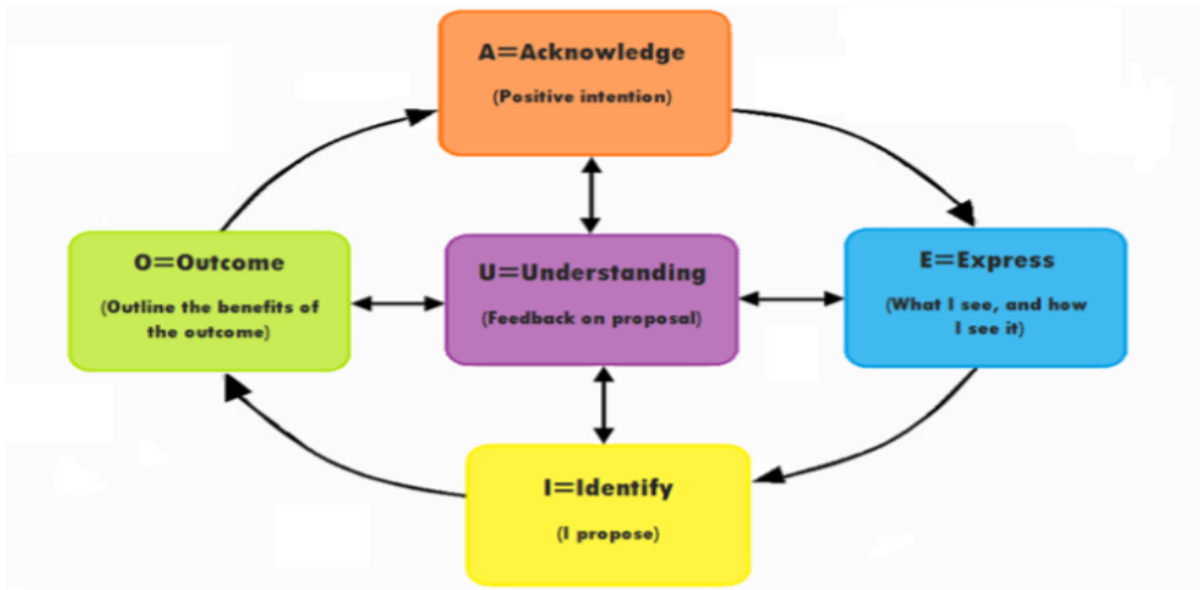 A=Acknowledge
(Positive intention)
O=Outcome
(Outline the benefits of
the outcome)
U=Understanding
(Feedback on proposal)
E=Express
(What I see, and how
I see it)
I=Identify
(I propose)